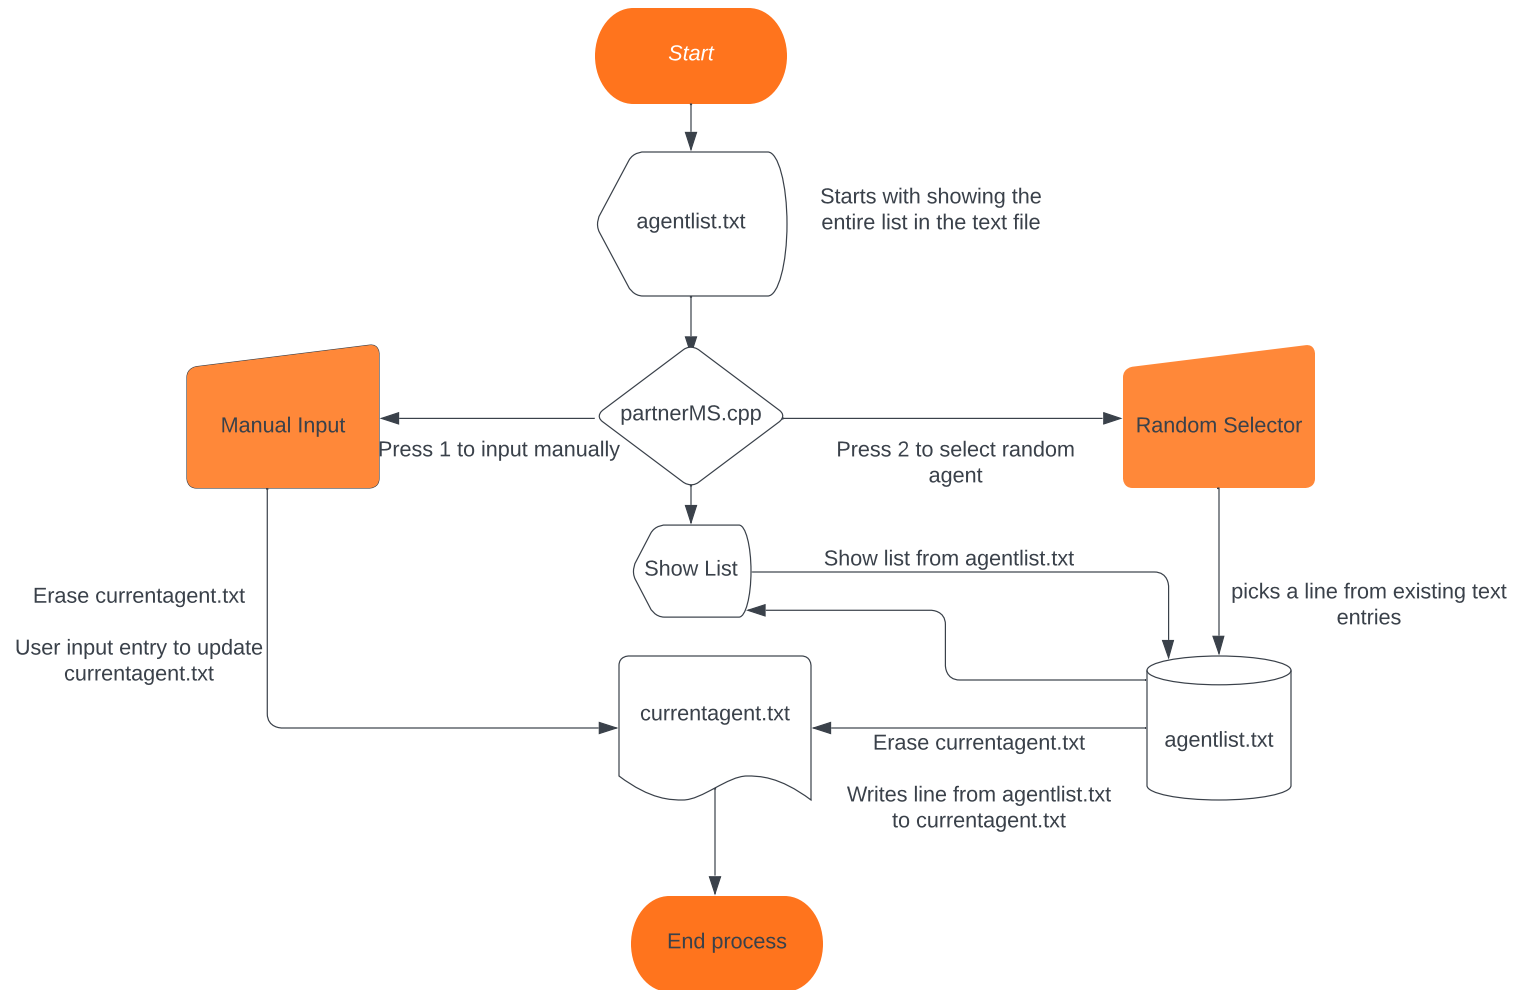 Start
agentlist.txt
Starts with showing the
entire list in the text file
Manual Input
partnerMS.cpp
Random Selector
Press 1 to input manually
Press 2 to select random
agent
Show List
Show list from agentlist.txt
Erase currentagent.txt
User input entry to update
currentagent.txt
picks a line from existing text
entries
currentagent.txt
agentlist.txt
Erase currentagent.txt
Writes line from agentlist.txt
to currentagent.txt
End process